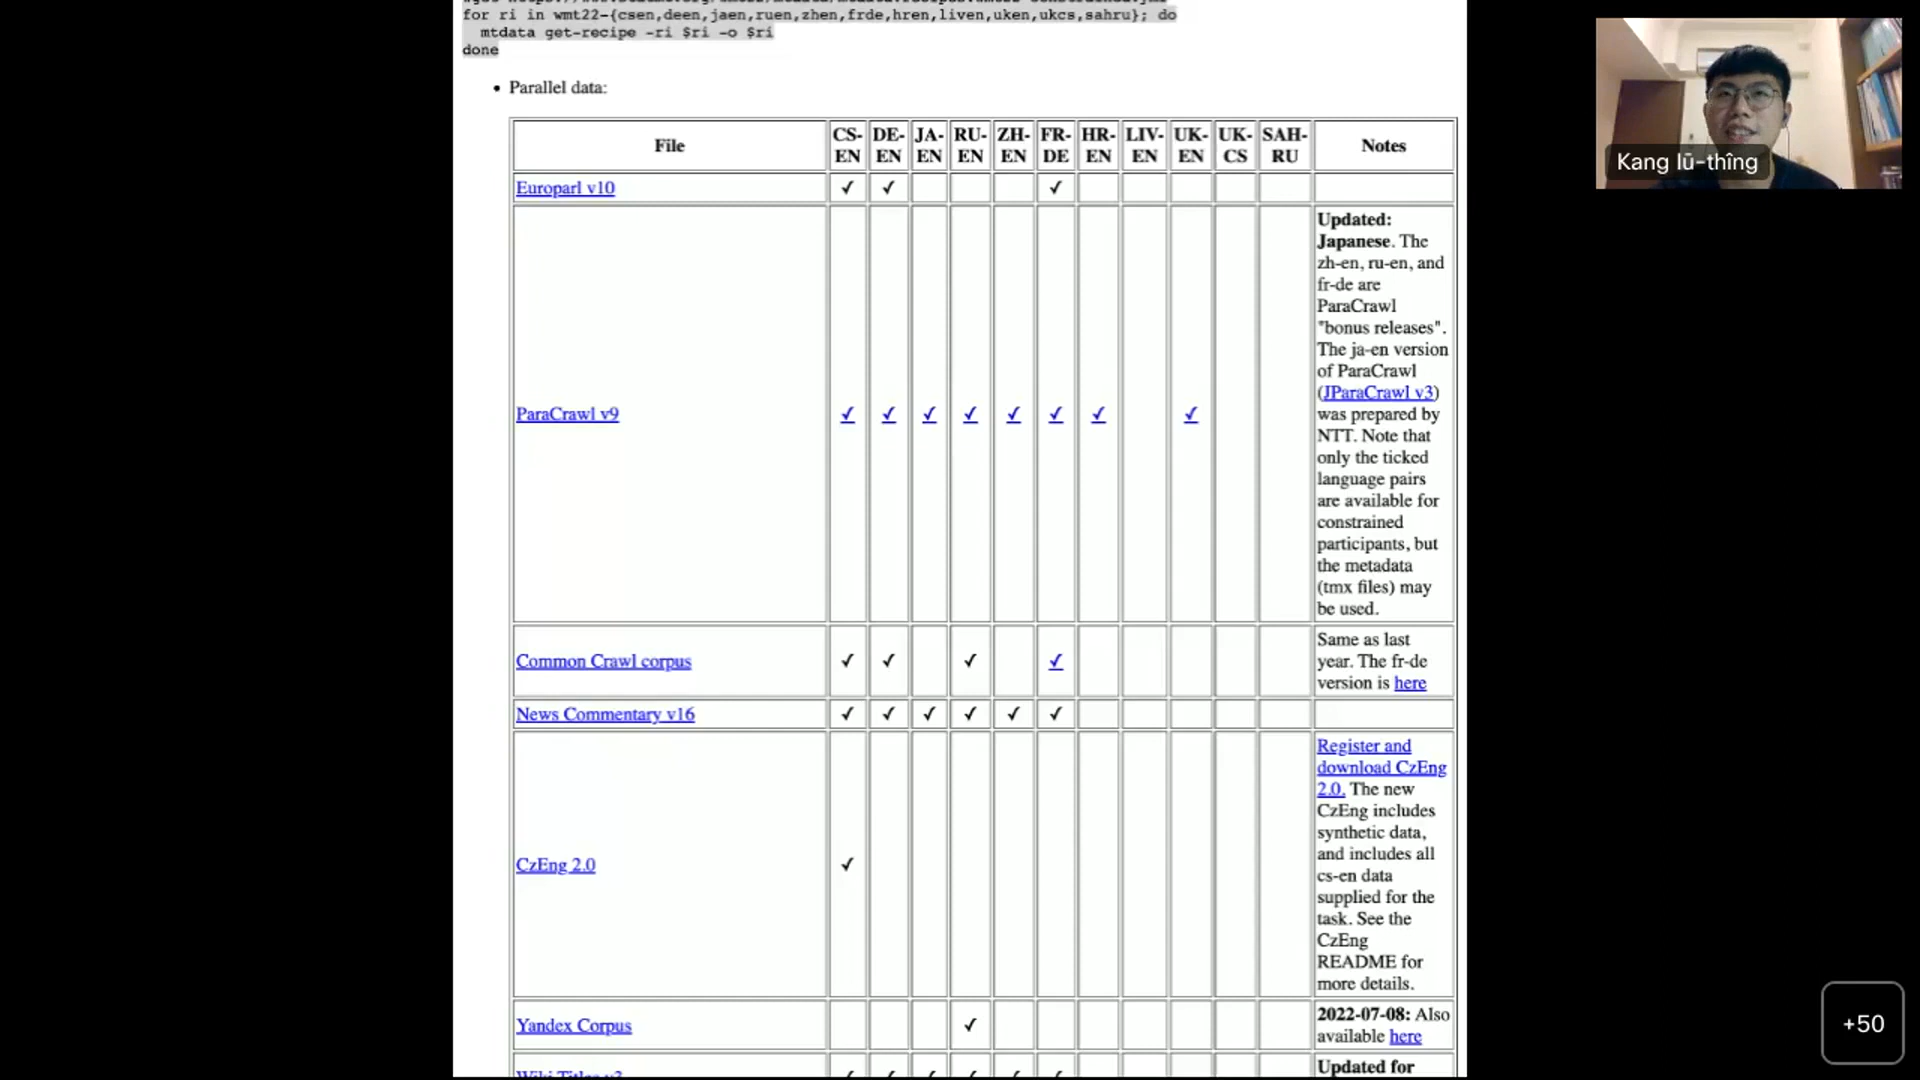 for ri in wmt22-{csen,deen,jaen,ruen,zhen,frde,hren,liven,uken,ukcs,sahru}; do
mtdata get-recipe -ri $ri -o $ri
done
• Parallel data:
File CS-EN DE-EN JA-EN RU-EN ZH-EN FR-DE HR-EN LIV-EN UK-EN UK-CS SAH-RU Notes
Europarl v10 ✓ ✓ ✓
ParaCrawl v9 ✓ ✓ ✓ ✓ ✓ ✓ ✓ ✓
Updated:
Japanese. The
zh-en, ru-en, and
fr-de are
ParaCrawl
"bonus releases".
The ja-en version
of ParaCrawl
(JParaCrawl v3)
was prepared by
NTT. Note that
only the ticked
language pairs
are available for
constrained
participants, but
the metadata
(tmx files) may
be used.
Common Crawl corpus ✓ ✓ ✓ ✓
Same as last
year. The fr-de
version is here
News Commentary v16 ✓ ✓ ✓ ✓ ✓ ✓
CzEng 2.0 ✓
Register and
download CzEng
2.0. The new
CzEng includes
synthetic data,
and includes all
cs-en data
supplied for the
task. See the
CzEng
README for
more details.
Yandex Corpus ✓
2022-07-08: Also
available here
Wiki Titles v3 ✓ ✓ ✓ ✓ ✓ ✓
Updated for
Kang lū-thîng
+50